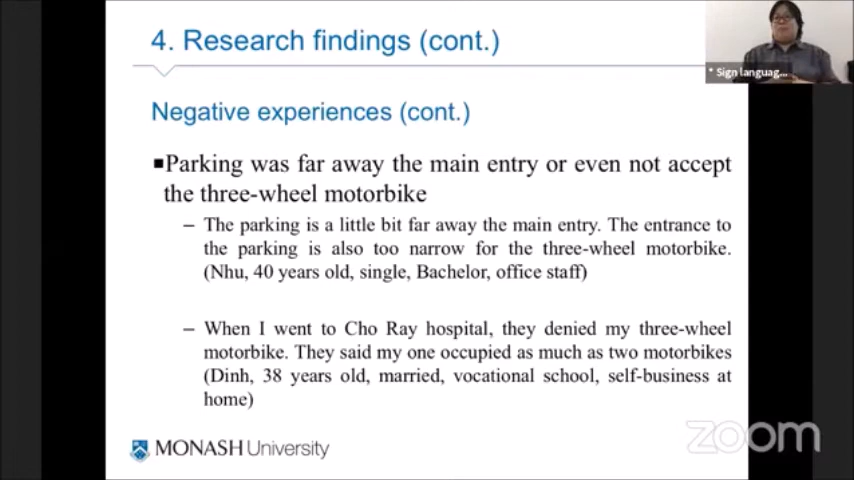 4. Research findings (cont.)
* Sign languag...
Negative experiences (cont.)
▪Parking was far away the main entry or even not accept
the three-wheel motorbike
– The parking is a little bit far away the main entry. The entrance to
the parking is also too narrow for the three-wheel motorbike.
(Nhu, 40 years old, single, Bachelor, office staff)
– When I went to Cho Ray hospital, they denied my three-wheel
motorbike. They said my one occupied as much as two motorbikes
(Dinh, 38 years old, married, vocational school, self-business at
home)
MONASH University
zoom